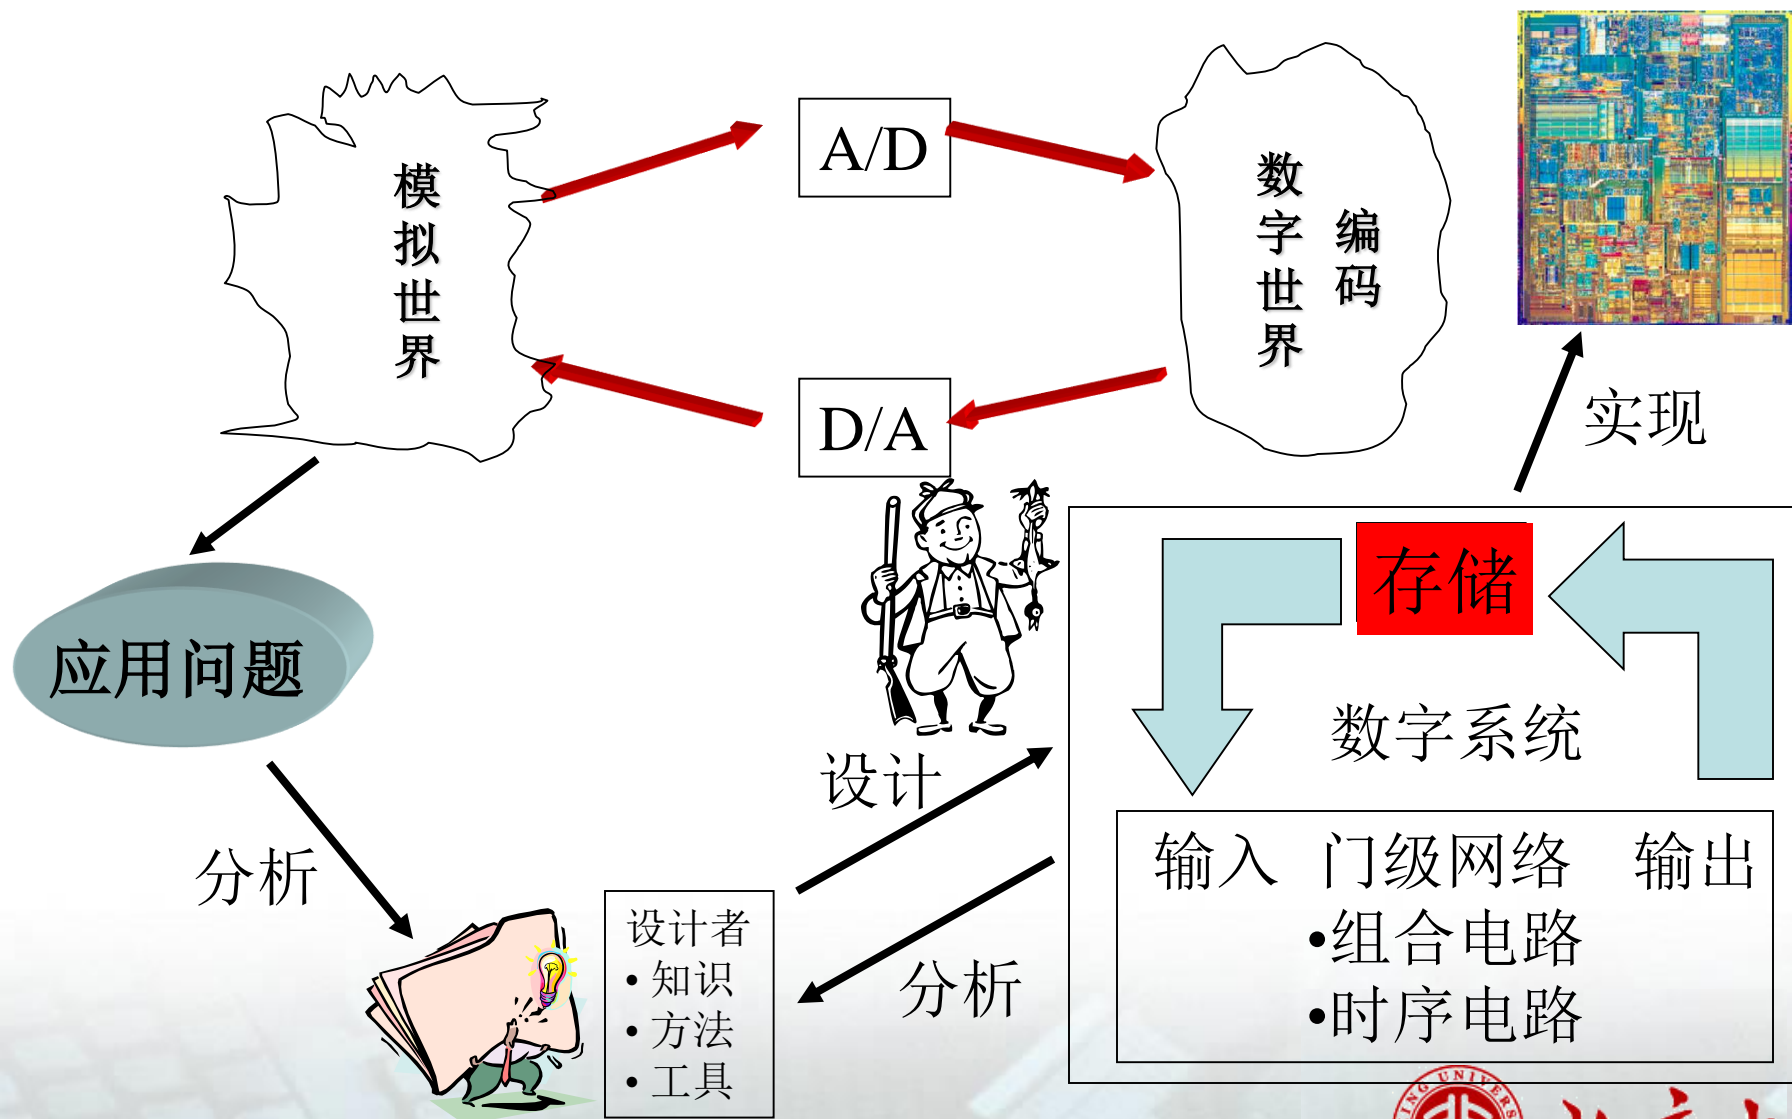 模拟世界
A/D
数字世界
编码
D/A
实现
应用问题
存储
数字系统
设计
分析
设计者
• 知识
• 方法
• 工具
分析
输入 门级网络 输出
•组合电路
•时序电路